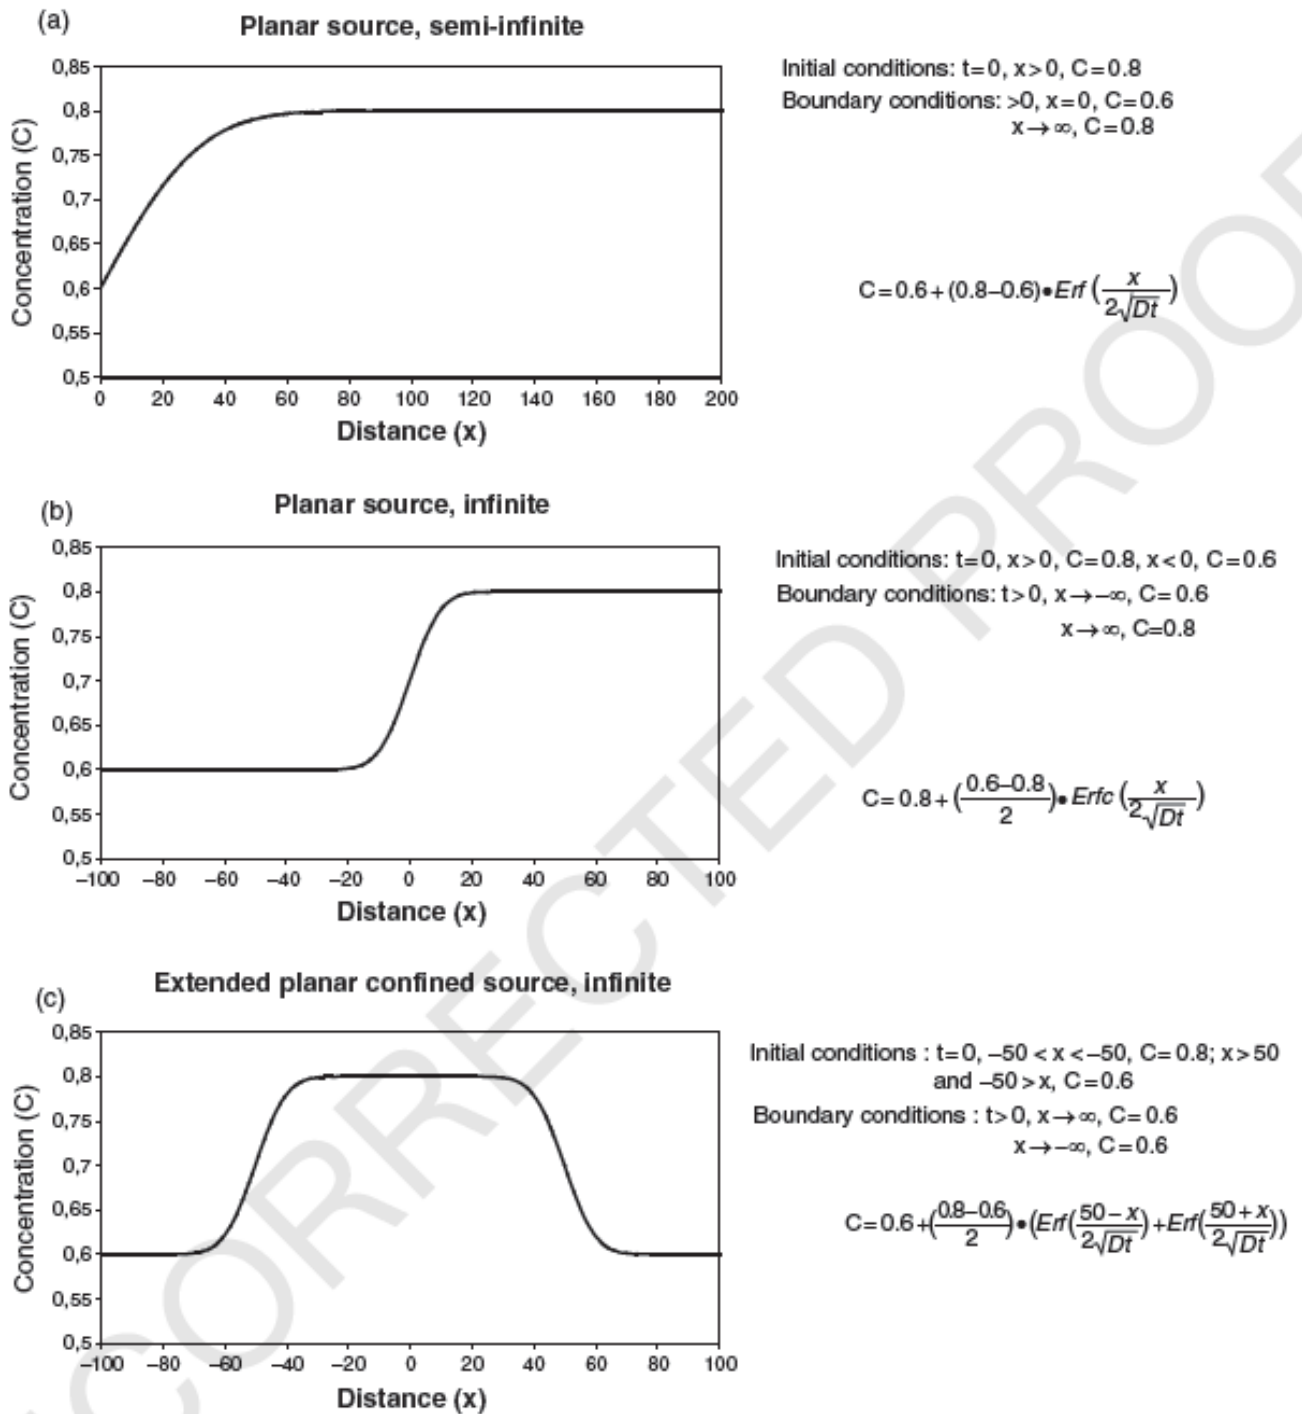 (a)
Planar source, semi-infinite
0,85
0,8
0,75
0,7
0,65
0,6
0,55
0,5
Concentration (C)
0 20 40 60 80 100 120 140 160 180 200
Distance (x)
Initial conditions: t=0, x>0, C=0.8
Boundary conditions: >0, x=0, C=0.6
x→∞, C=0.8
C=0.6+(0.8–0.6)•Erf(x/2√Dt)
(b)
Planar source, infinite
0,85
0,8
0,75
0,7
0,65
0,6
0,55
0,5
Concentration (C)
–100 –80 –60 –40 –20 0 20 40 60 80 100
Distance (x)
Initial conditions: t=0, x>0, C=0.8, x<0, C=0.6
Boundary conditions: t>0, x→–∞, C=0.6
x→∞, C=0.8
C=0.8+(0.6–0.8/2)•Erfc(x/2√Dt)
(c)
Extended planar confined source, infinite
0,85
0,8
0,75
0,7
0,65
0,6
0,55
0,5
Concentration (C)
–100 –80 –60 –40 –20 0 20 40 60 80 100
Distance (x)
Initial conditions : t=0, –50 < x < –50, C= 0.8; x> 50
and –50 >x, C=0.6
Boundary conditions : t> 0, x→∞, C=0.6
x→–∞, C=0.6
C=0.6+(0.8–0.6/2)•(Erf(50–x/2√Dt)+Erf(50+x/2√Dt))
CORRECTED PROOF